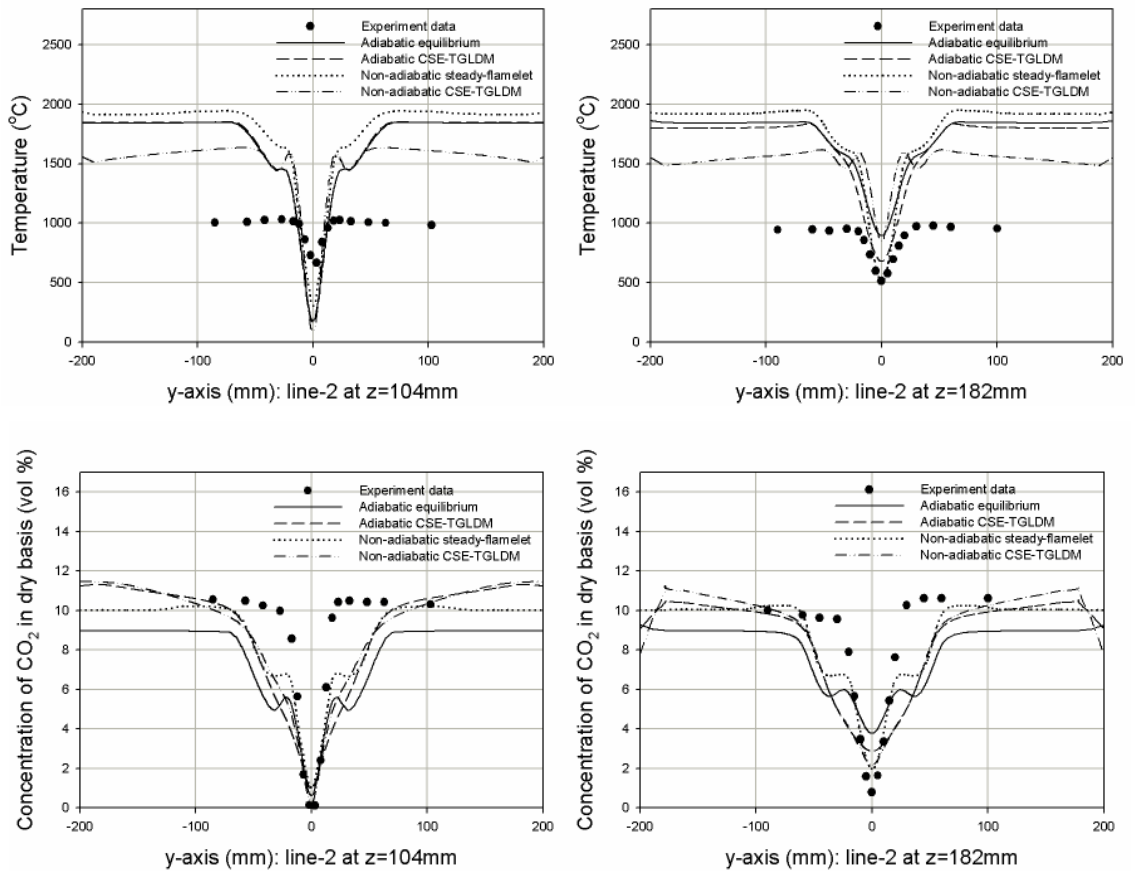 Temperature (°C)
2500
2000
1500
1000
500
0
-200 -100 0 100 200
Experiment data
Adiabatic equilibrium
Adiabatic CSE-TGLDM
Non-adiabatic steady-flamelet
Non-adiabatic CSE-TGLDM
y-axis (mm): line-2 at z=104mm
Temperature (°C)
2500
2000
1500
1000
500
0
-200 -100 0 100 200
Experiment data
Adiabatic equilibrium
Adiabatic CSE-TGLDM
Non-adiabatic steady-flamelet
Non-adiabatic CSE-TGLDM
y-axis (mm): line-2 at z=182mm
Concentration of CO₂ in dry basis (vol %)
16
14
12
10
8
6
4
2
0
-200 -100 0 100 200
Experiment data
Adiabatic equilibrium
Adiabatic CSE-TGLDM
Non-adiabatic steady-flamelet
Non-adiabatic CSE-TGLDM
y-axis (mm): line-2 at z=104mm
Concentration of CO₂ in dry basis (vol %)
16
14
12
10
8
6
4
2
0
-200 -100 0 100 200
Experiment data
Adiabatic equilibrium
Adiabatic CSE-TGLDM
Non-adiabatic steady-flamelet
Non-adiabatic CSE-TGLDM
y-axis (mm): line-2 at z=182mm